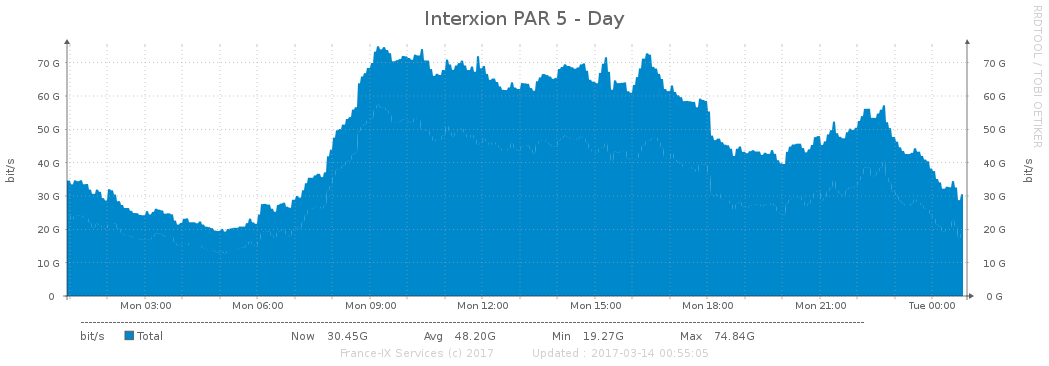 Interxion PAR 5 - Day
RRDTOOL / TOBI OETIKER
bit/s
70 G 70 G
60 G 60 G
50 G 50 G
40 G 40 G
30 G 30 G
20 G 20 G
10 G 10 G
0 0 G
bit/s
Mon 03:00 Mon 06:00 Mon 09:00 Mon 12:00 Mon 15:00 Mon 18:00 Mon 21:00 Tue 00:00
bit/s Total Now 30.45G Avg 48.20G Min 19.27G Max 74.84G
France-IX Services (c) 2017 Updated : 2017-03-14 00:55:05